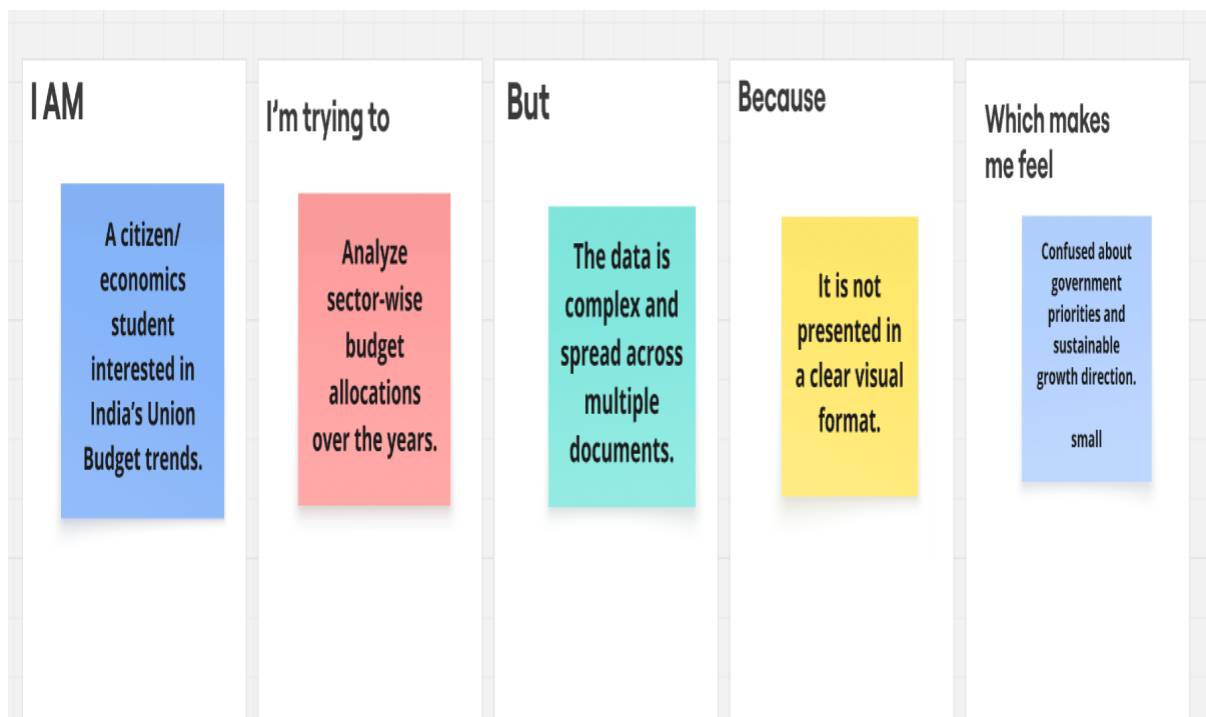 I AM
A citizen/
economics
student
interested in
India's Union
Budget trends.
I'm trying to
Analyze
sector-wise
budget
allocations
over the years.
But
The data is
complex and
spread across
multiple
documents.
Because
It is not
presented in
a clear visual
format.
Which makes
me feel
Confused about
government
priorities and
sustainable
growth direction.
small